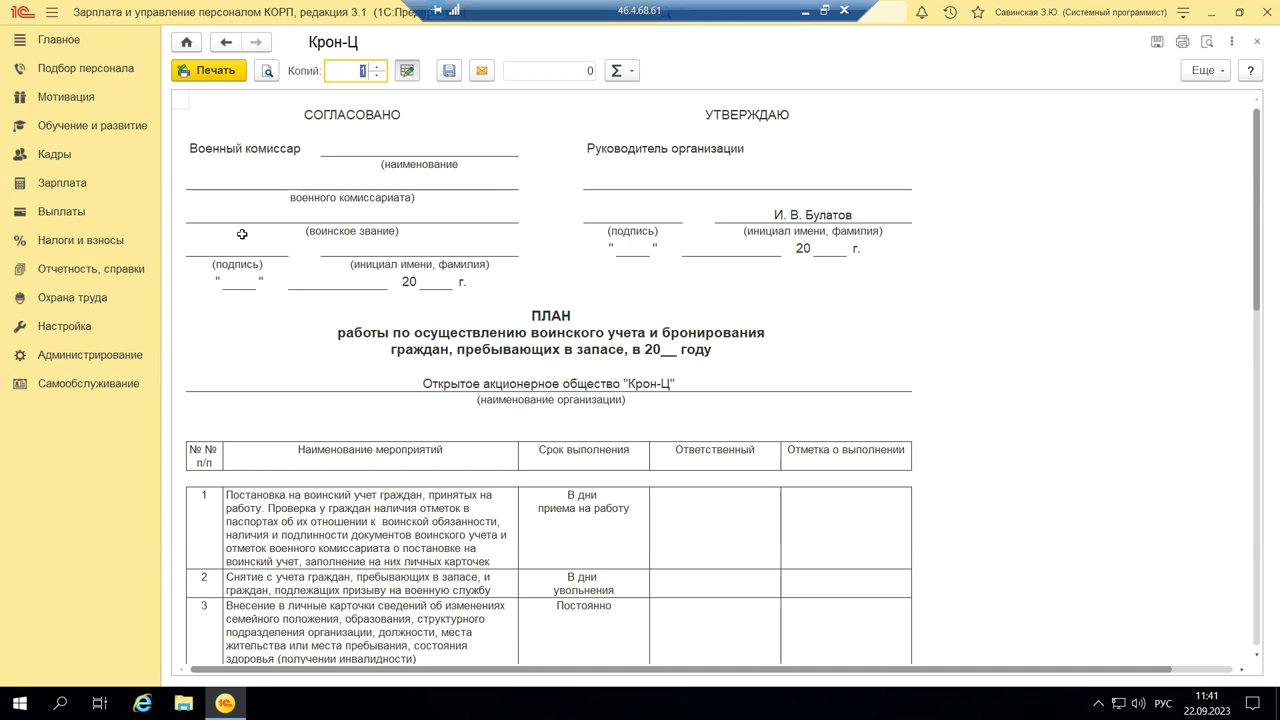 Зарплата и управление персоналом КОРП, редакция 3.1 (1С:Пред
46.4.68.61
Савинская З.Ю. (Системный программист)
Главное
Подбор персонала
Мотивация
Обучение и развитие
Кадры
Зарплата
Выплаты
Налоги и взносы
Отчетность, справки
Охрана труда
Настройка
Администрирование
Самообслуживание
Крон-Ц
Печать
Копий: 1
0
Σ
Еще
?
СОГЛАСОВАНО
УТВЕРЖДАЮ
Военный комиссар
Руководитель организации
(наименование
военного комиссариата)
И. В. Булатов
(воинское звание)
(подпись)
(инициал имени, фамилия)
" ____ " 20 ____ г.
(подпись)
(инициал имени, фамилия)
" ____ " 20 ____ г.
ПЛАН
работы по осуществлению воинского учета и бронирования
граждан, пребывающих в запасе, в 20__ году
Открытое акционерное общество "Крон-Ц"
(наименование организации)
№ № п/п
Наименование мероприятий
Срок выполнения
Ответственный
Отметка о выполнении
1
Постановка на воинский учет граждан, принятых на
работу. Проверка у граждан наличия отметок в
паспортах об их отношении к воинской обязанности,
наличия и подлинности документов воинского учета и
отметок военного комиссариата о постановке на
воинский учет, заполнение на них личных карточек
В дни
приема на работу
2
Снятие с учета граждан, пребывающих в запасе, и
граждан, подлежащих призыву на военную службу
В дни
увольнения
3
Внесение в личные карточки сведений об изменениях
семейного положения, образования, структурного
подразделения организации, должности, места
жительства или места пребывания, состояния
здоровья (получении инвалидности)
Постоянно
РУС
11:41
22.09.2023